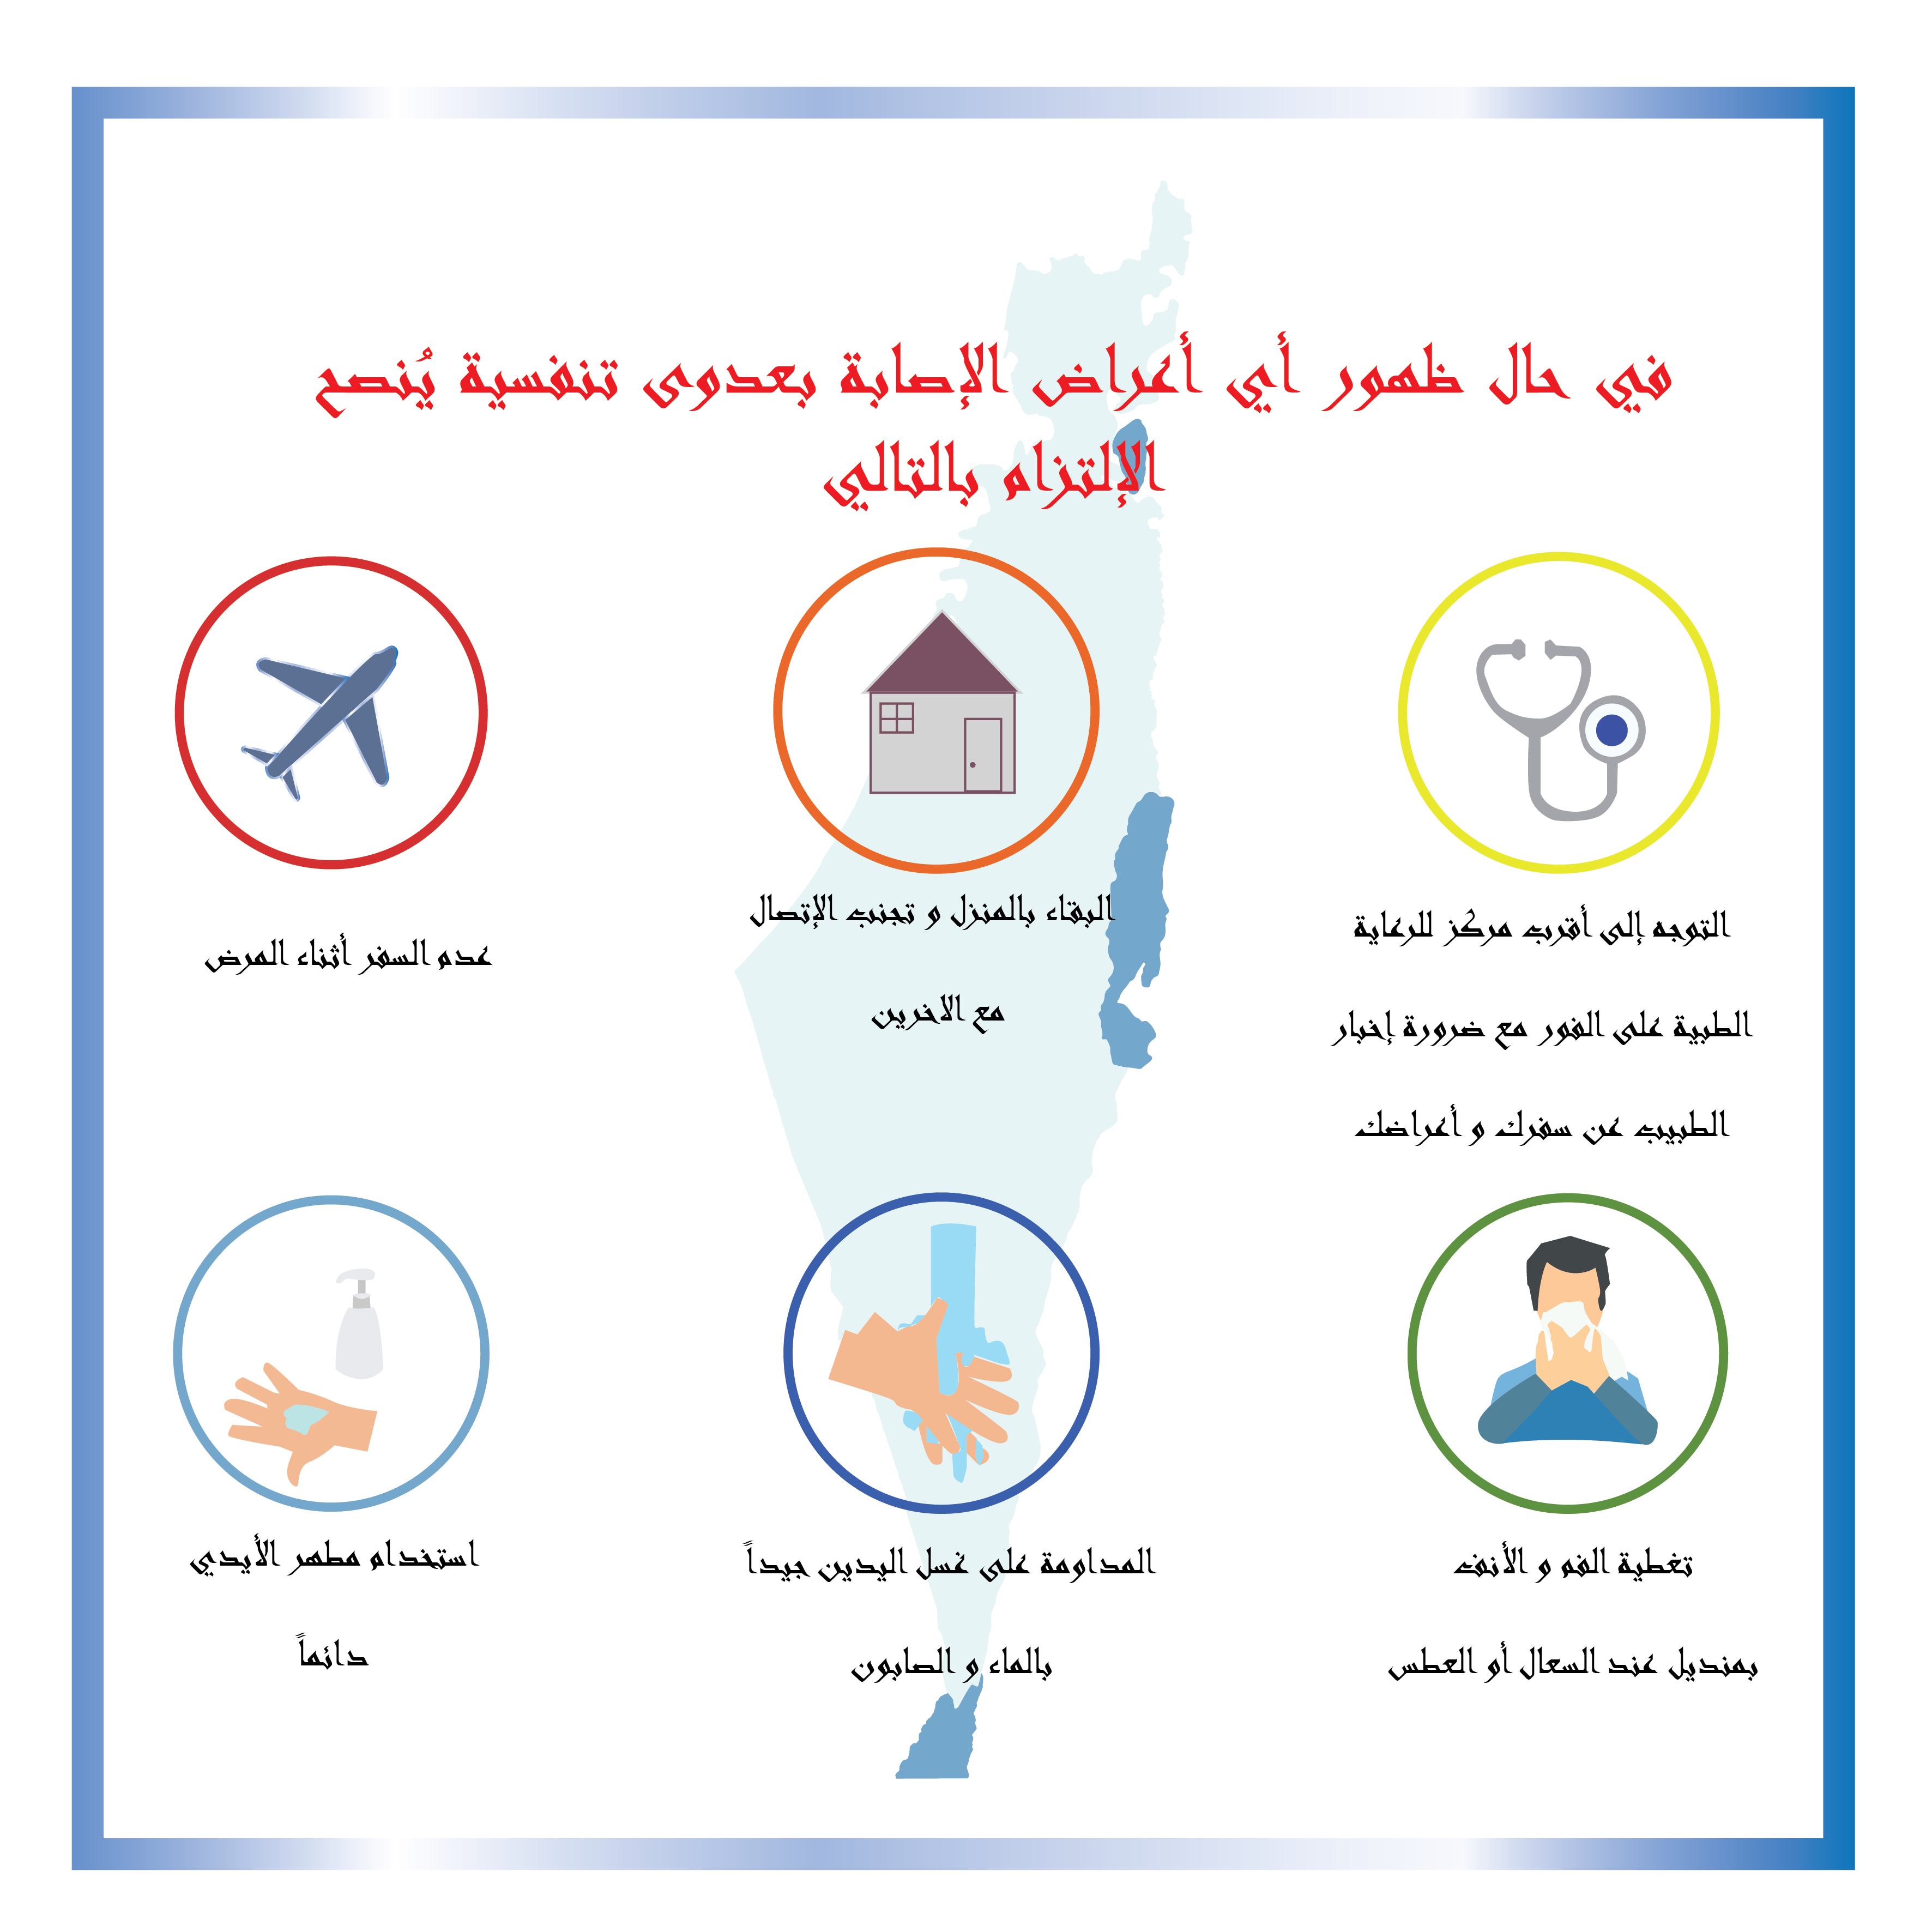 في حال ظهور أي أعراض الإصابة بعدوى تنفسية يُنصح
الإلتزام بالتالي
التوجه إلى أقرب مركز للرعاية
الطبية على الفور مع ضرورة إخبار
الطبيب عن سفرك و أعراضك
البقاء بالمنزل و تجنب الإتصال
مع الاخرين
عدم السفر أثناء المرض
تغطية الفم و الأنف
بمنديل عند السعال أو العطس
المداومة على غسل اليدين جيداً
بالماء و الصابون
استخدام مطهر الأيدي
دائماً